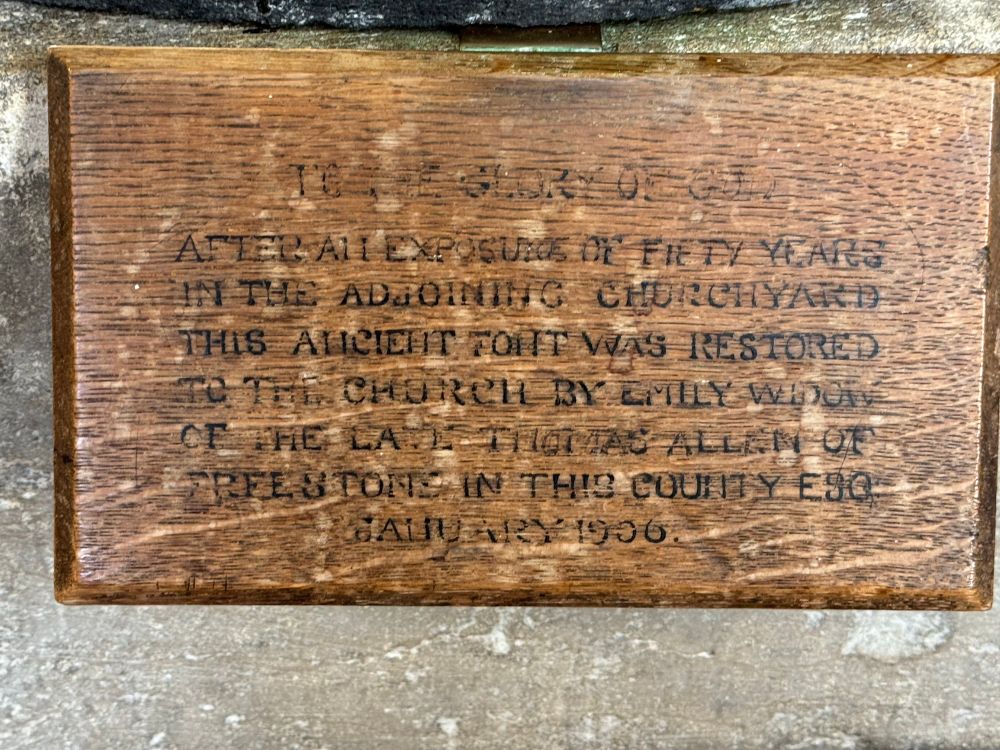 TO THE GLORY OF GOD
AFTER AN EXPOSURE OF FIFTY YEARS
IN THE ADJOINING CHURCHYARD
THIS ANCIENT FONT WAS RESTORED
TO THE CHURCH BY EMILY WIDOW
OF THE LATE THOMAS ALLEN OF
FREESTONE IN THIS COUNTY ESQ.
JANUARY 1906.